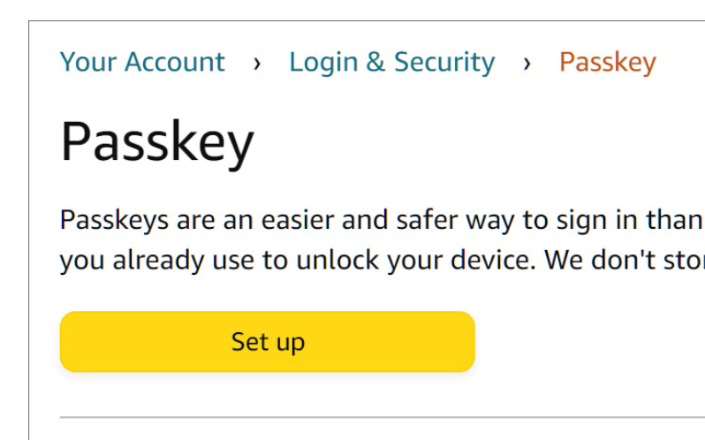 Your Account › Login & Security › Passkey
Passkey
Passkeys are an easier and safer way to sign in than
you already use to unlock your device. We don't
Set up